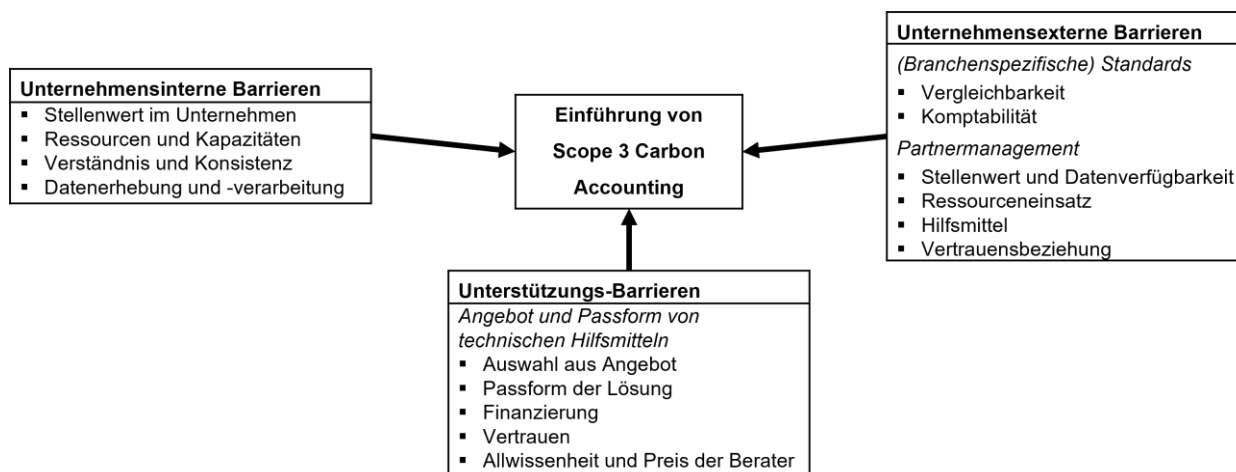 Unternehmensinterne Barrieren
▪ Stellenwert im Unternehmen
▪ Ressourcen und Kapazitäten
▪ Verständnis und Konsistenz
▪ Datenerhebung und -verarbeitung
Einführung von
Scope 3 Carbon
Accounting
Unternehmensexterne Barrieren
(Branchenspezifische) Standards
▪ Vergleichbarkeit
▪ Komptabilität
Partnermanagement
▪ Stellenwert und Datenverfügbarkeit
▪ Ressourceneinsatz
▪ Hilfsmittel
▪ Vertrauensbeziehung
Unterstützungs-Barrieren
Angebot und Passform von
technischen Hilfsmitteln
▪ Auswahl aus Angebot
▪ Passform der Lösung
▪ Finanzierung
▪ Vertrauen
▪ Allwissenheit und Preis der Berater